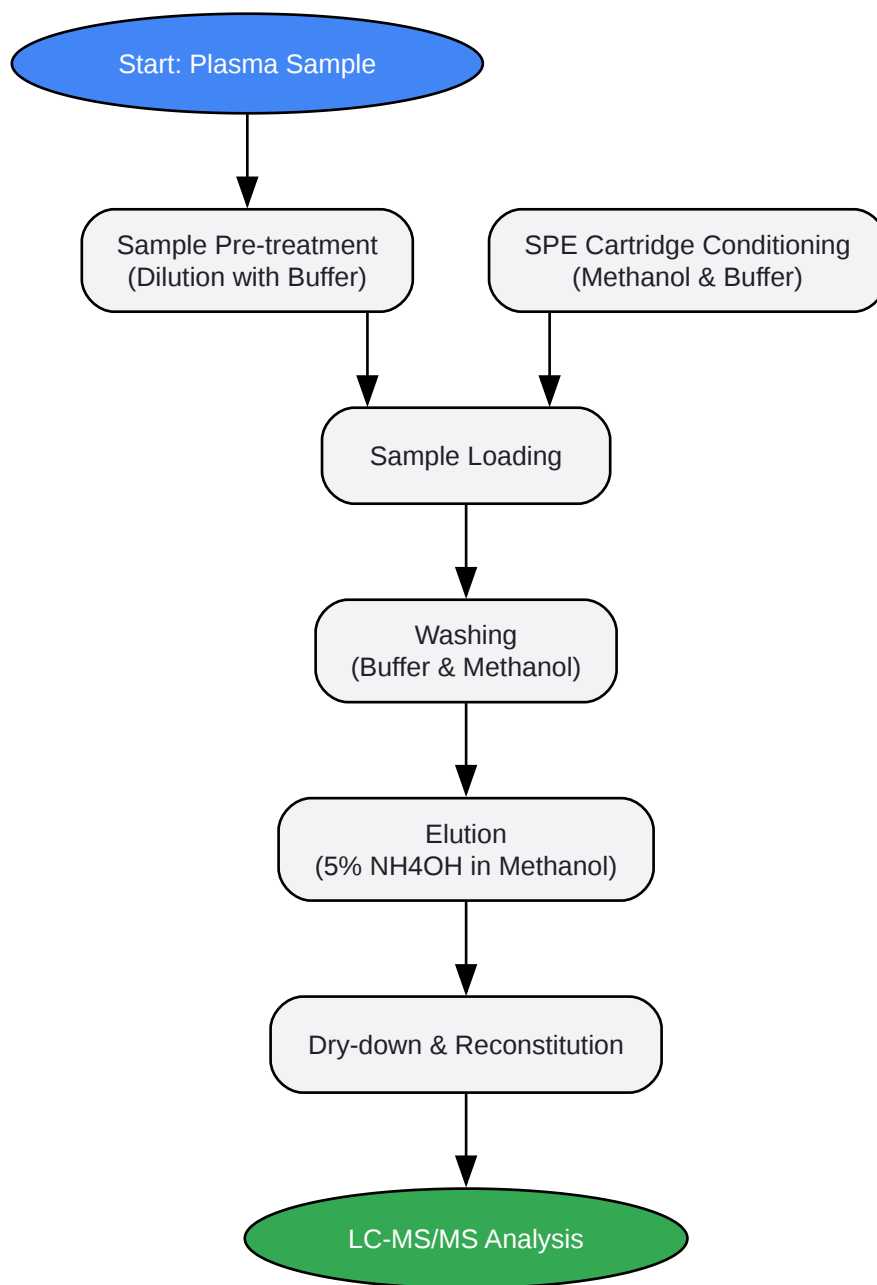 Start: Plasma Sample
Sample Pre-treatment
(Dilution with Buffer)
SPE Cartridge Conditioning
(Methanol & Buffer)
Sample Loading
Washing
(Buffer & Methanol)
Elution
(5% NH4OH in Methanol)
Dry-down & Reconstitution
LC-MS/MS Analysis